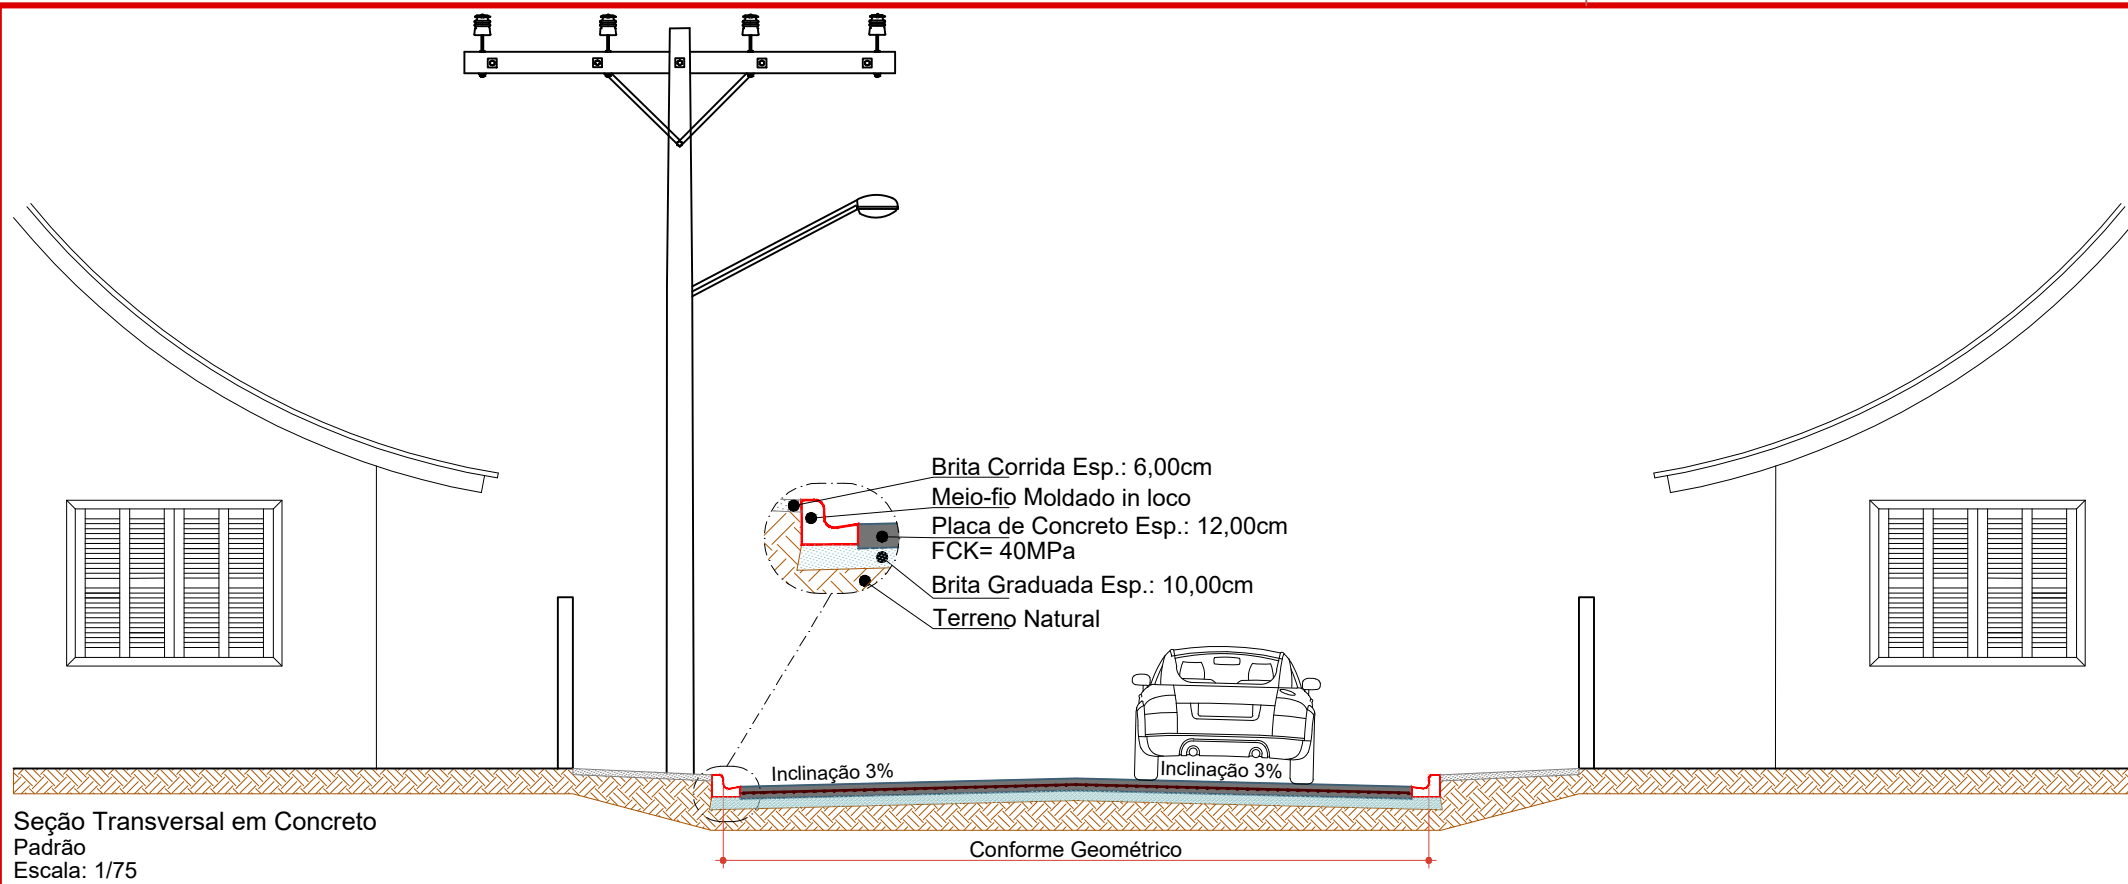 Brita Corrida Esp.: 6,00cm
Meio-fio Moldado in loco
Placa de Concreto Esp.: 12,00cm
FCK= 40MPa
Brita Graduada Esp.: 10,00cm
Terreno Natural
Inclinação 3%
Inclinação 3%
Conforme Geométrico
Seção Transversal em Concreto
Padrão
Escala: 1/75